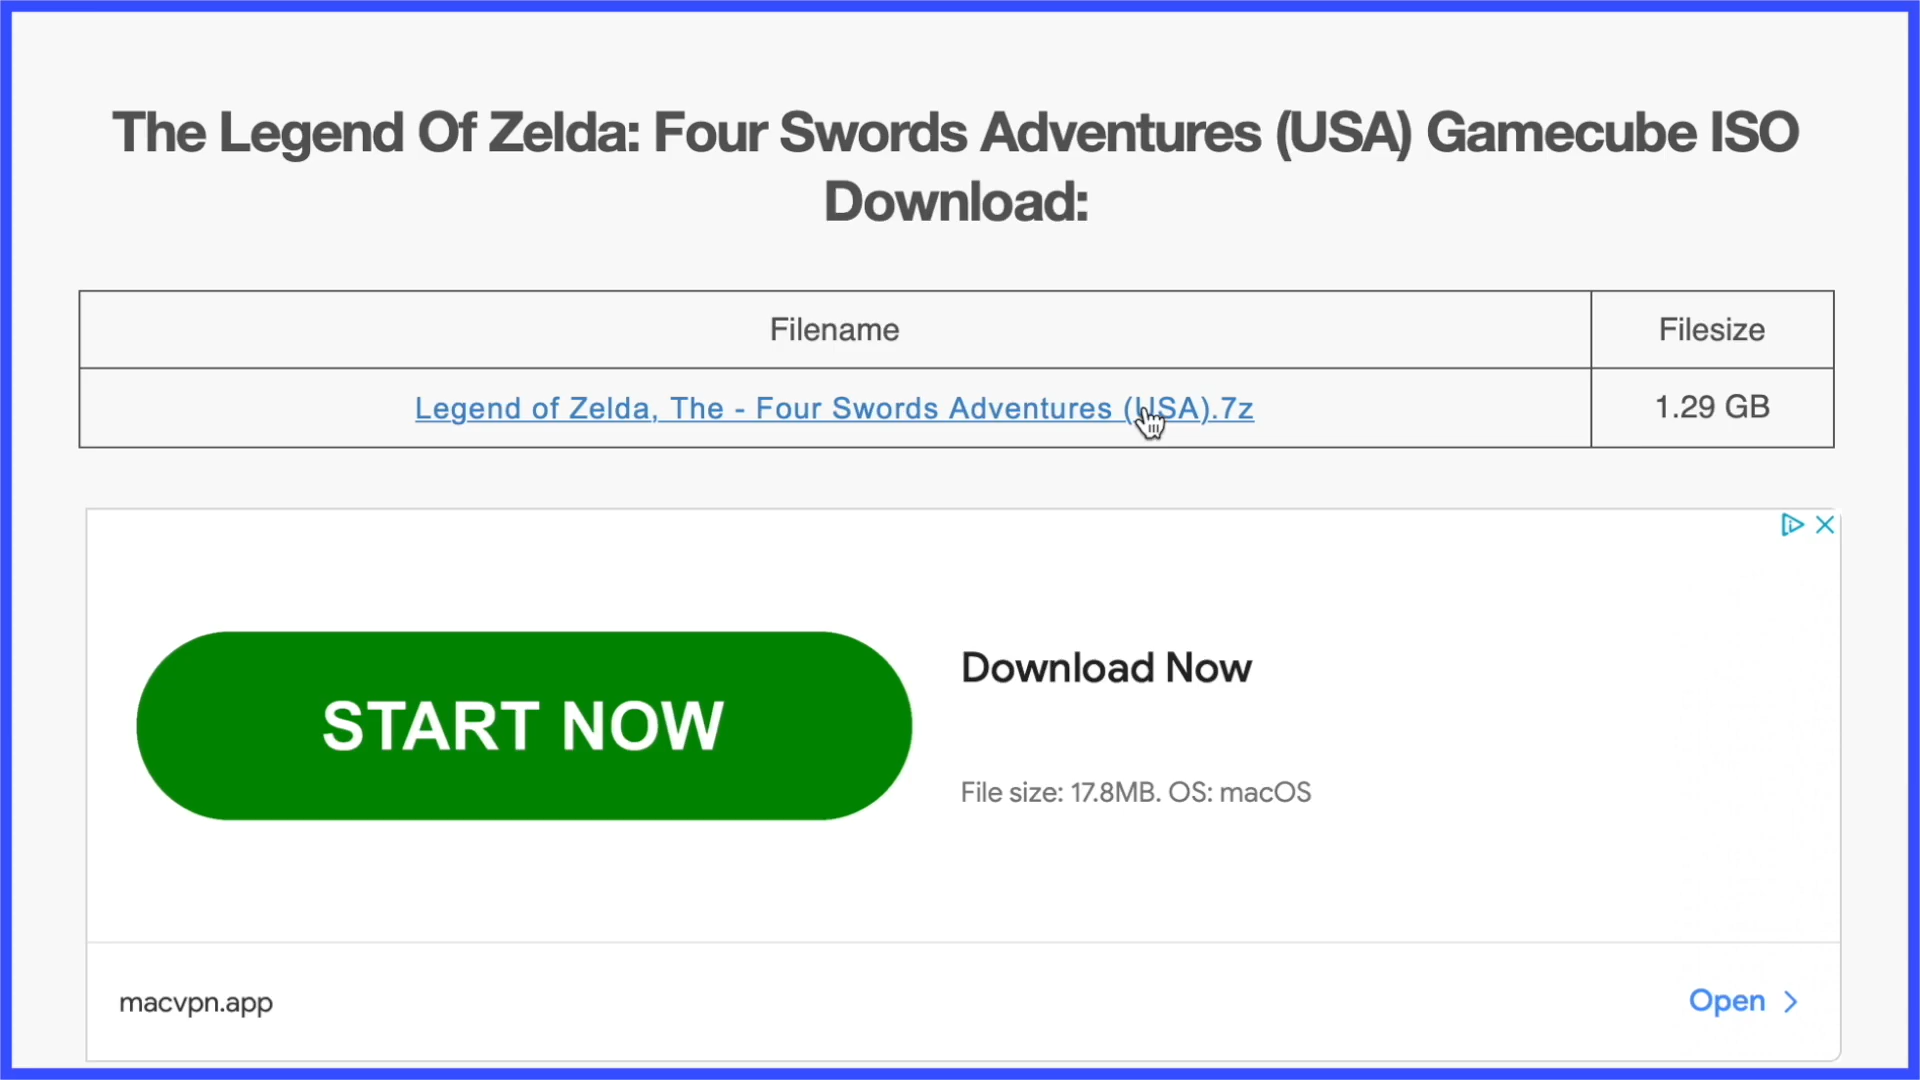 The Legend Of Zelda: Four Swords Adventures (USA) Gamecube ISO
Download:
Filename
Filesize
Legend of Zelda, The - Four Swords Adventures (USA).7z
1.29 GB
START NOW
Download Now
File size: 17.8MB. OS: macOS
macvpn.app
Open